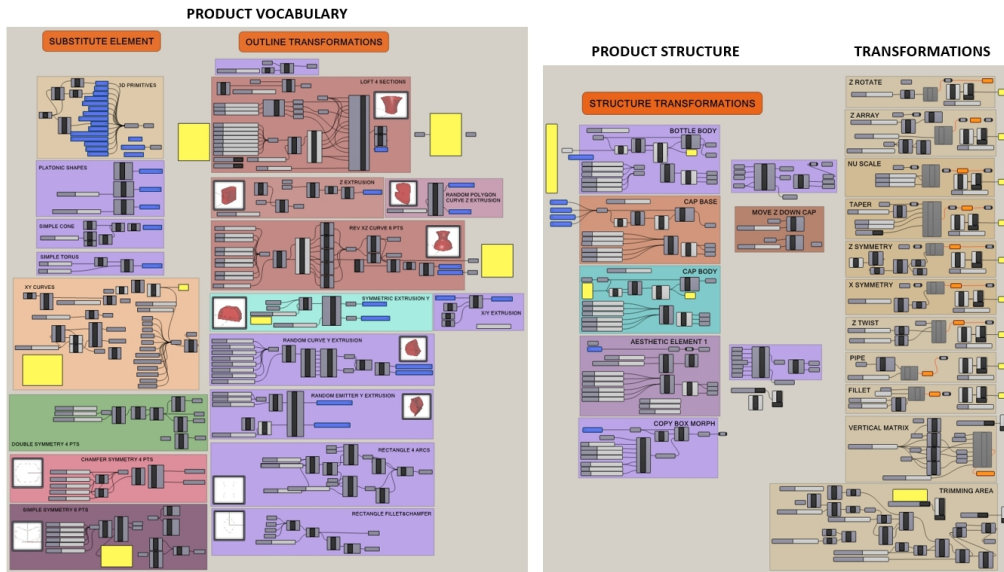 PRODUCT VOCABULARY
SUBSTITUTE ELEMENT
OUTLINE TRANSFORMATIONS
3D PRIMITIVES
PLATONIC SHAPES
SIMPLE CONE
SIMPLE TORUS
XY CURVES
DOUBLE SYMMETRY 4 PTS
CHAMFER SYMMETRY 4 PTS
SIMPLE SYMMETRY 6 PTS
LOFT 4 SECTIONS
Z EXTRUSION
RANDOM POLYGON
CURVE Z EXTRUSION
REV XZ CURVE 6 PTS
SYMMETRIC EXTRUSION Y
X/Y EXTRUSION
RANDOM CURVE Y EXTRUSION
RANDOM EMITTER Y EXTRUSION
RECTANGLE 4 ARCS
RECTANGLE FILLET&CHAMFER
PRODUCT STRUCTURE
STRUCTURE TRANSFORMATIONS
BOTTLE BODY
CAP BASE
MOVE Z DOWN CAP
CAP BODY
AESTHETIC ELEMENT 1
COPY BOX MORPH
TRANSFORMATIONS
Z ROTATE
Z ARRAY
NU SCALE
TAPER
Z SYMMETRY
X SYMMETRY
Z TWIST
PIPE
FILLET
VERTICAL MATRIX
TRIMMING AREA